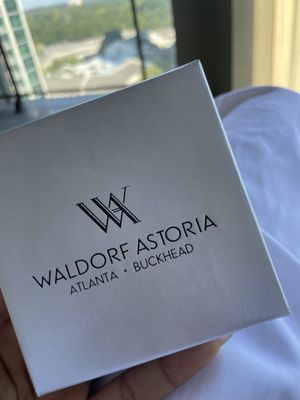 WA
WALDORF ASTORIA
ATLANTA · BUCKHEAD